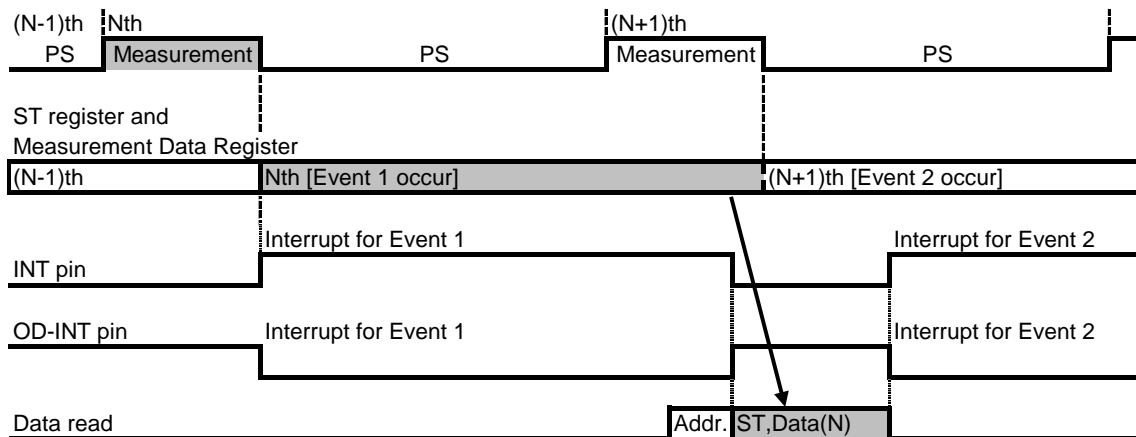 (N-1)th Nth (N+1)th
PS Measurement PS Measurement PS
ST register and
Measurement Data Register
(N-1)th Nth [Event 1 occur] (N+1)th [Event 2 occur]
Interrupt for Event 1 Interrupt for Event 2
INT pin
OD-INT pin Interrupt for Event 1 Interrupt for Event 2
Data read Addr. ST,Data(N)